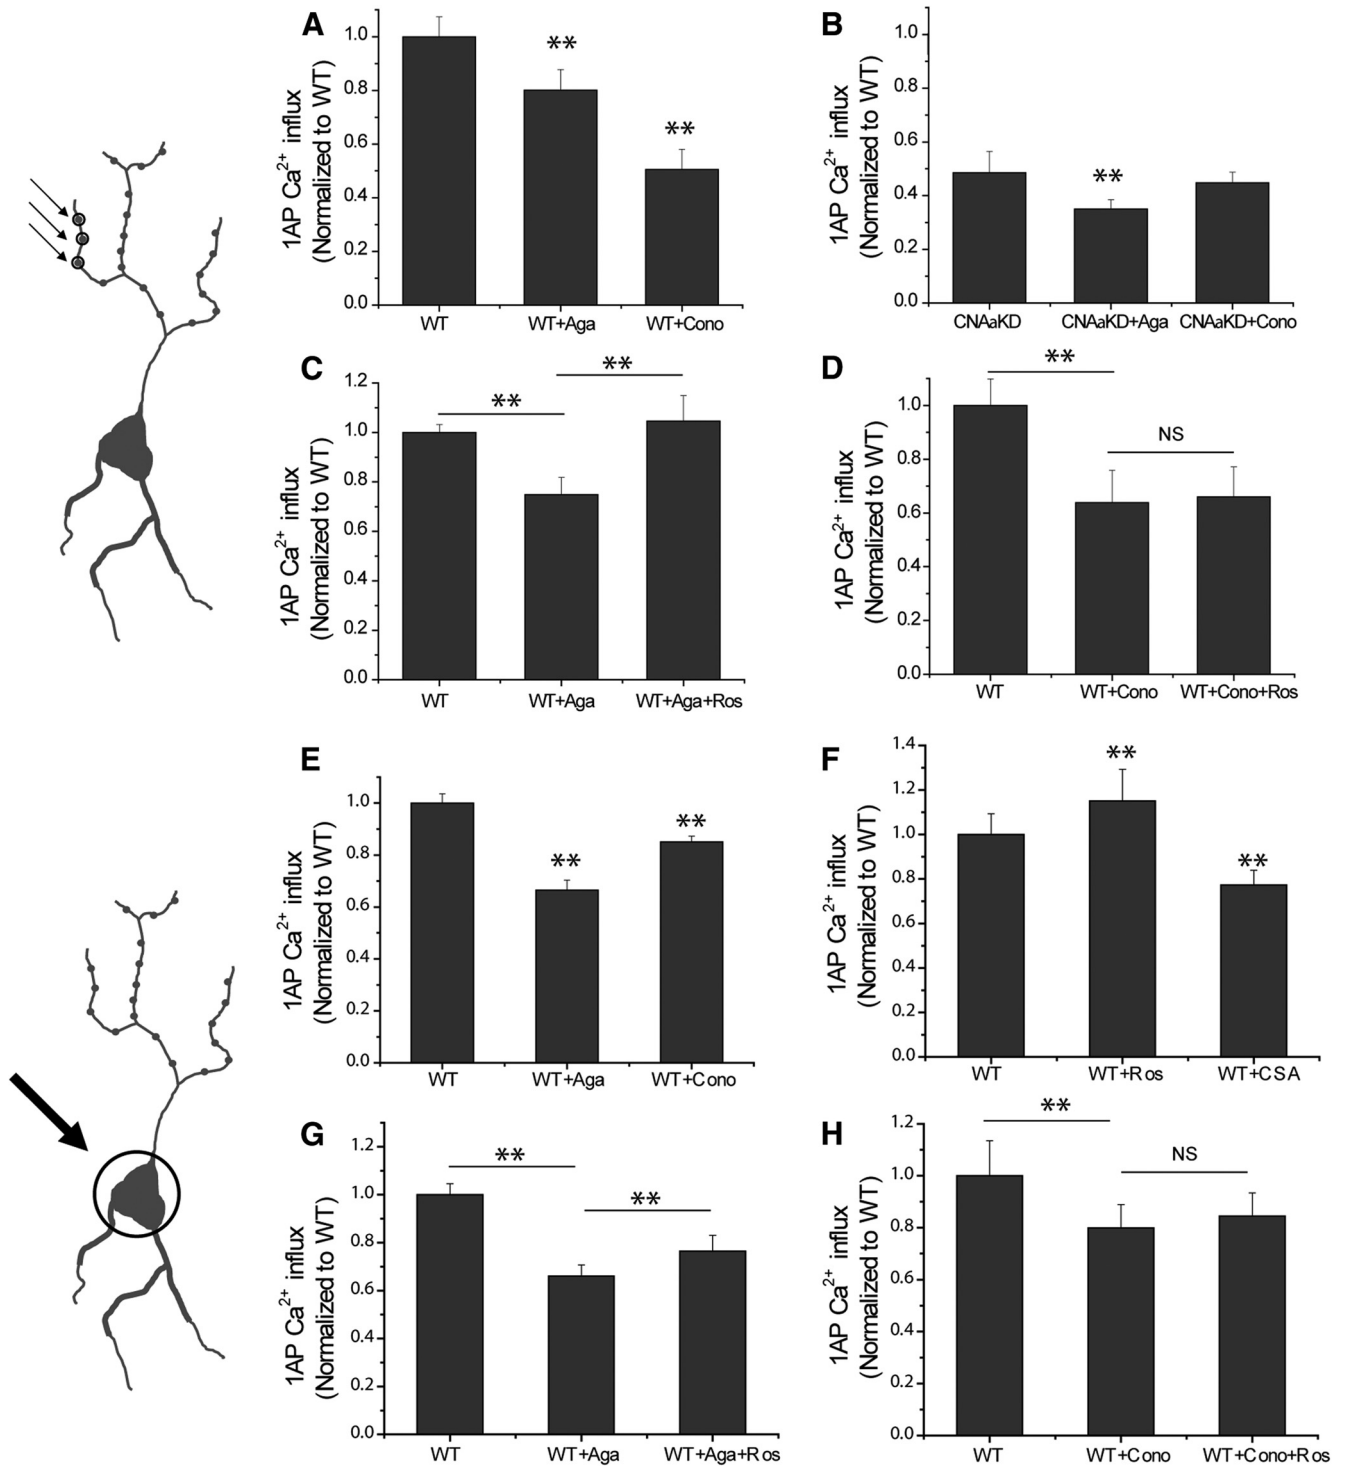 A
1AP Ca2+ influx
(Normalized to WT)
1.0
0.8
0.6
0.4
0.2
0.0
**
**
WT
WT+Aga
WT+Cono
B
1AP Ca2+ influx
(Normalized to WT)
1.0
0.8
0.6
0.4
0.2
0.0
**
CNAaKD
CNAaKD+Aga
CNAaKD+Cono
C
1AP Ca2+ influx
(Normalized to WT)
1.2
1.0
0.8
0.6
0.4
0.2
0.0
**
**
WT
WT+Aga
WT+Aga+Ros
D
1AP Ca2+ influx
(Normalized to WT)
1.0
0.8
0.6
0.4
0.2
0.0
**
NS
WT
WT+Cono
WT+Cono+Ros
E
1AP Ca2+ influx
(Normalized to WT)
1.0
0.8
0.6
0.4
0.2
0.0
**
**
WT
WT+Aga
WT+Cono
F
1AP Ca2+ influx
(Normalized to WT)
1.4
1.2
1.0
0.8
0.6
0.4
0.2
0.0
**
**
WT
WT+Ros
WT+CSA
G
1AP Ca2+ influx
(Normalized to WT)
1.2
1.0
0.8
0.6
0.4
0.2
0.0
**
**
WT
WT+Aga
WT+Aga+Ros
H
1AP Ca2+ influx
(Normalized to WT)
1.2
1.0
0.8
0.6
0.4
0.2
0.0
**
NS
WT
WT+Cono
WT+Cono+Ros